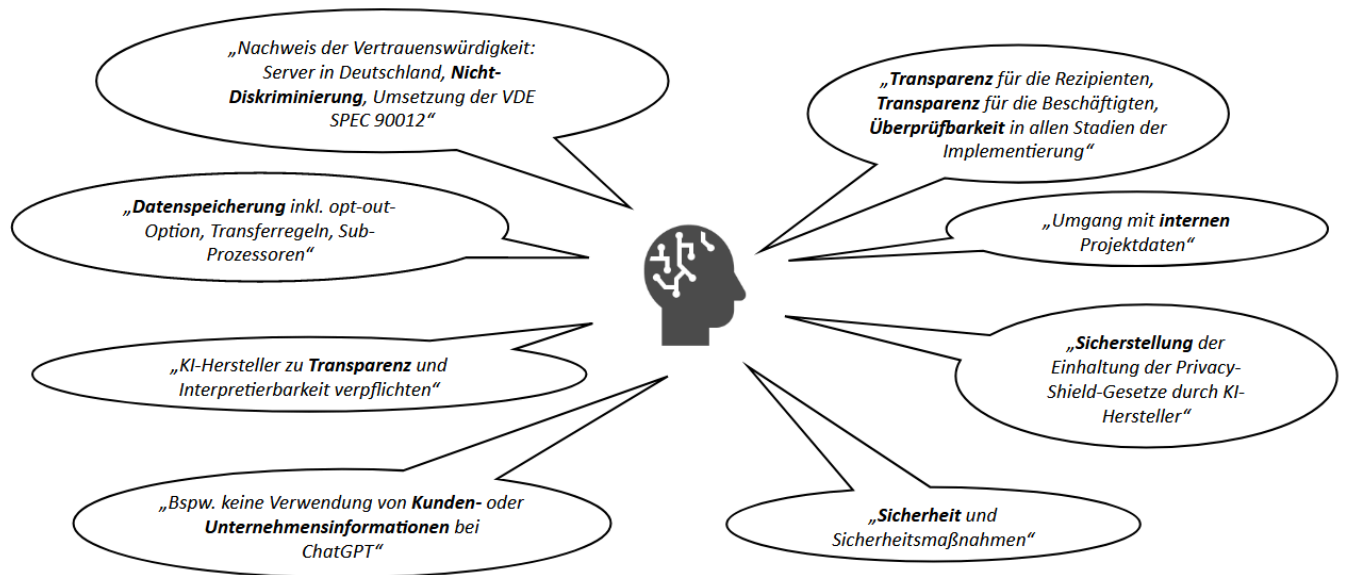 „Nachweis der Vertrauenswürdigkeit:
Server in Deutschland, Nicht-
Diskriminierung, Umsetzung der VDE
SPEC 90012“
„Transparenz für die Rezipienten,
Transparenz für die Beschäftigten,
Überprüfbarkeit in allen Stadien der
Implementierung“
„Datenspeicherung inkl. opt-out-
Option, Transferregeln, Sub-
Prozessoren“
„Umgang mit internen
Projektdaten“
„KI-Hersteller zu Transparenz und
Interpretierbarkeit verpflichten“
„Sicherstellung der
Einhaltung der Privacy-
Shield-Gesetze durch KI-
Hersteller“
„Bspw. keine Verwendung von Kunden- oder
Unternehmensinformationen bei
ChatGPT“
„Sicherheit und
Sicherheitsmaßnahmen“